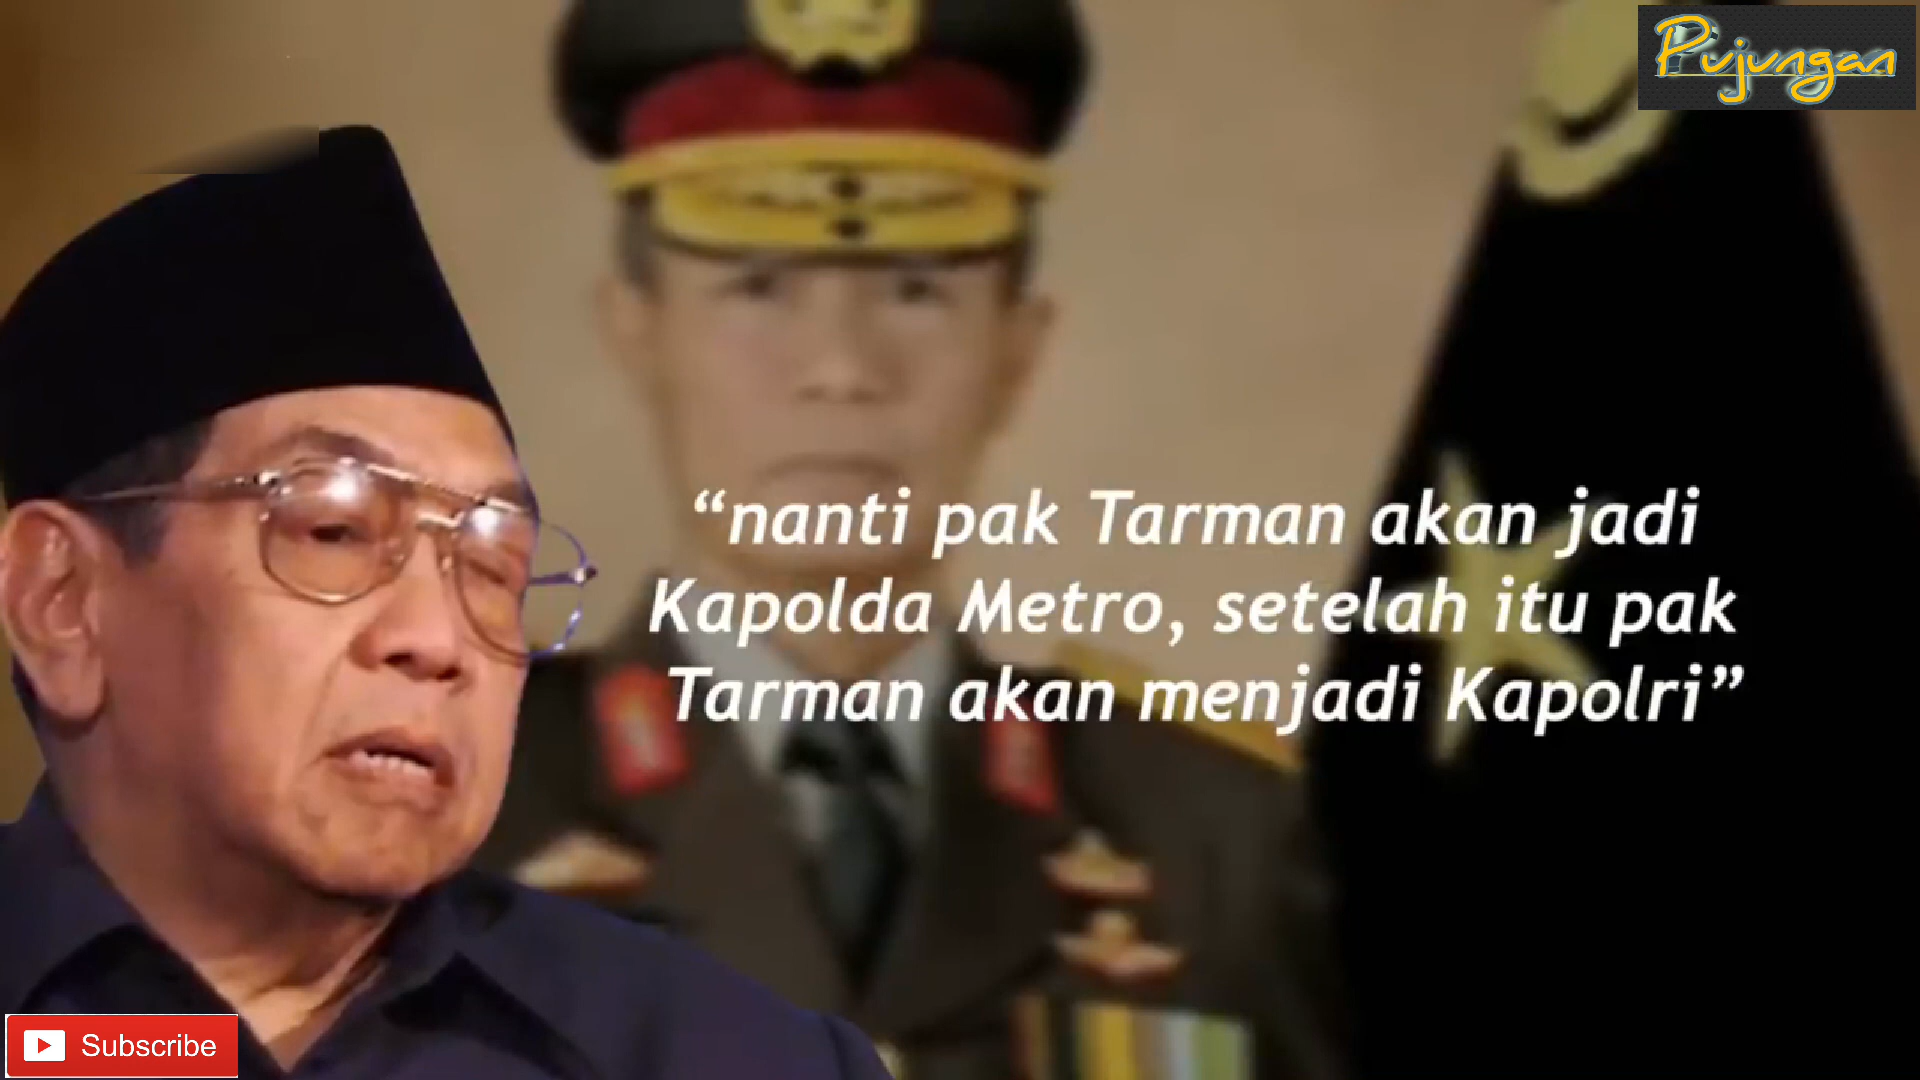 Pujungan
“nanti pak Tarman akan jadi
Kapolda Metro, setelah itu pak
Tarman akan menjadi Kapolri”
Subscribe